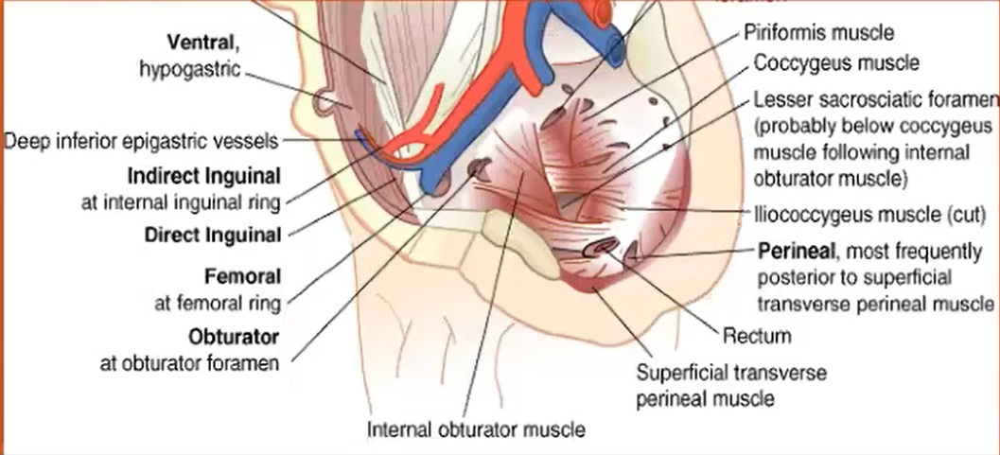 Ventral,
hypogastric
Deep inferior epigastric vessels
Indirect Inguinal
at internal inguinal ring
Direct Inguinal
Femoral
at femoral ring
Obturator
at obturator foramen
Internal obturator muscle
Piriformis muscle
Coccygeus muscle
Lesser sacrosciatic foramen
(probably below coccygeus
muscle following internal
obturator muscle)
Iliococcygeus muscle (cut)
Perineal, most frequently
posterior to superficial
transverse perineal muscle
Rectum
Superficial transverse
perineal muscle